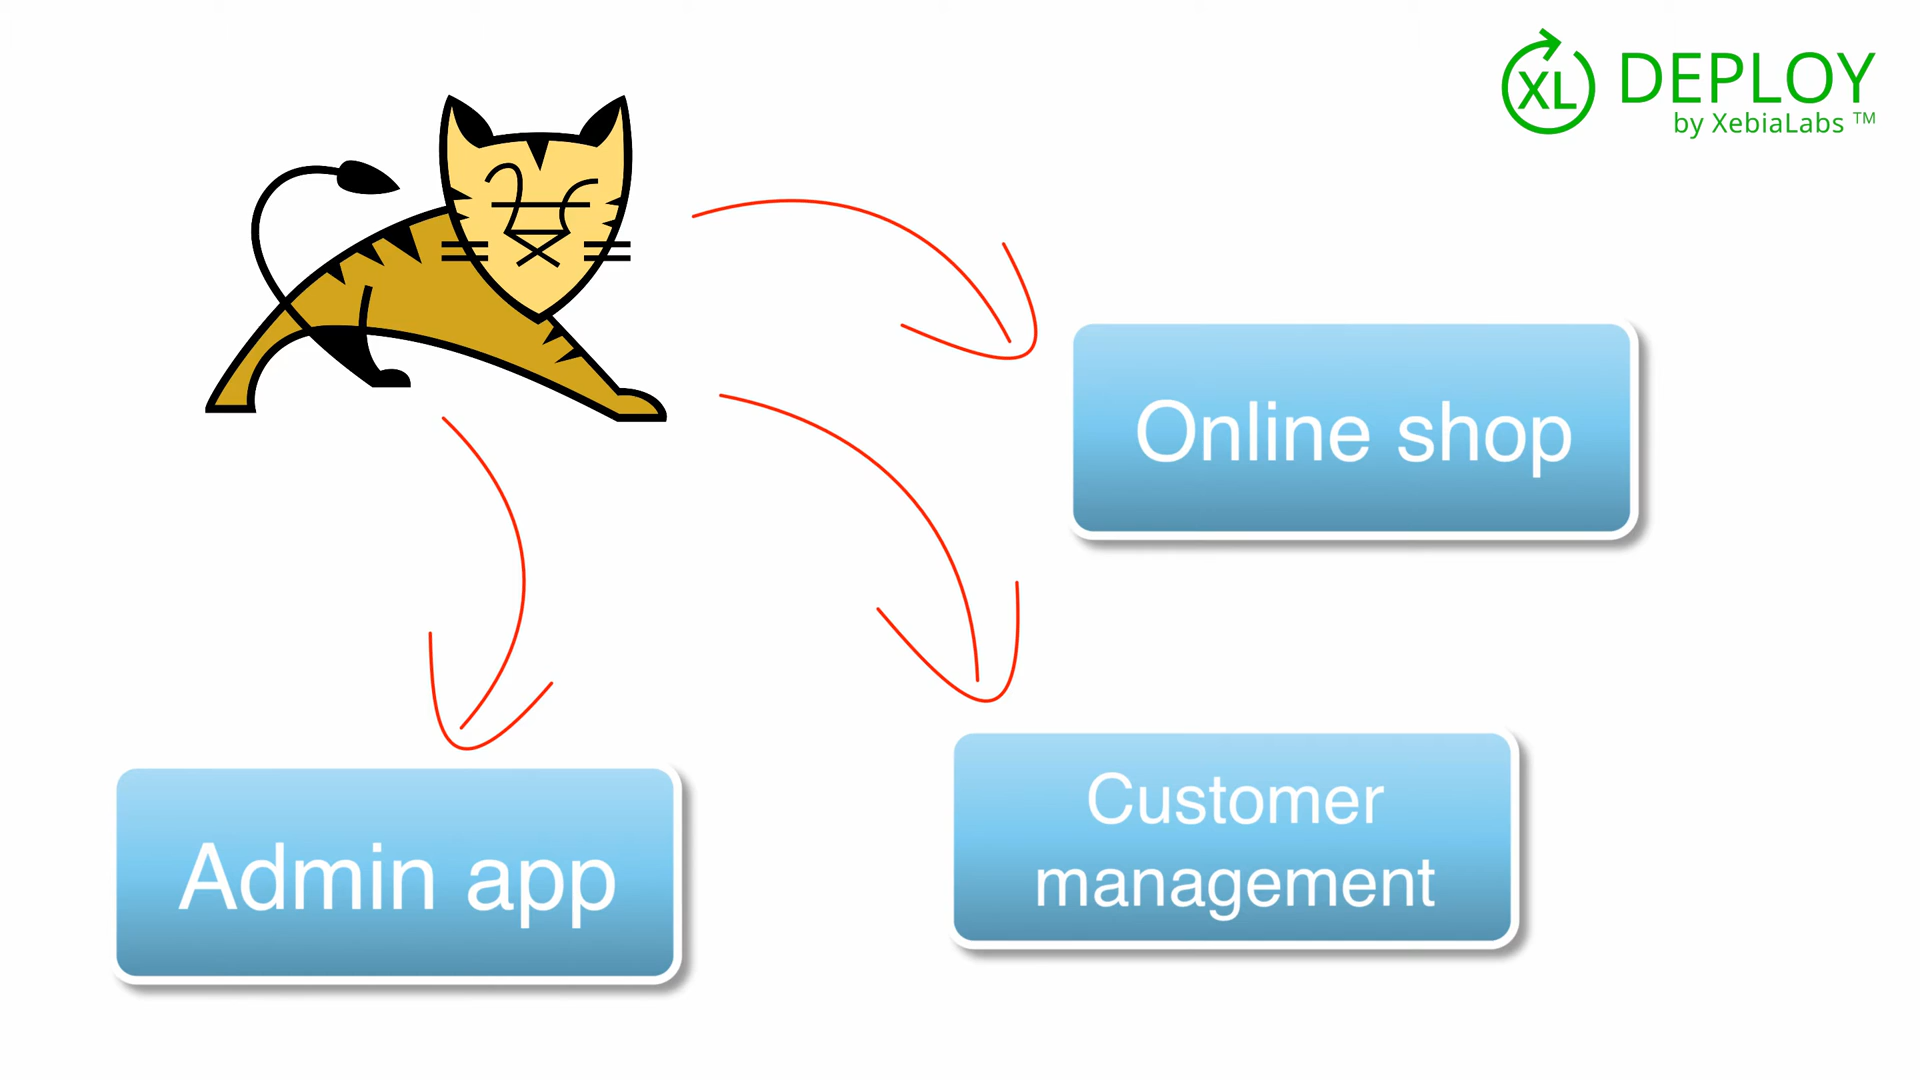 XL DEPLOY
by XebiaLabs ™
Online shop
Customer
management
Admin app